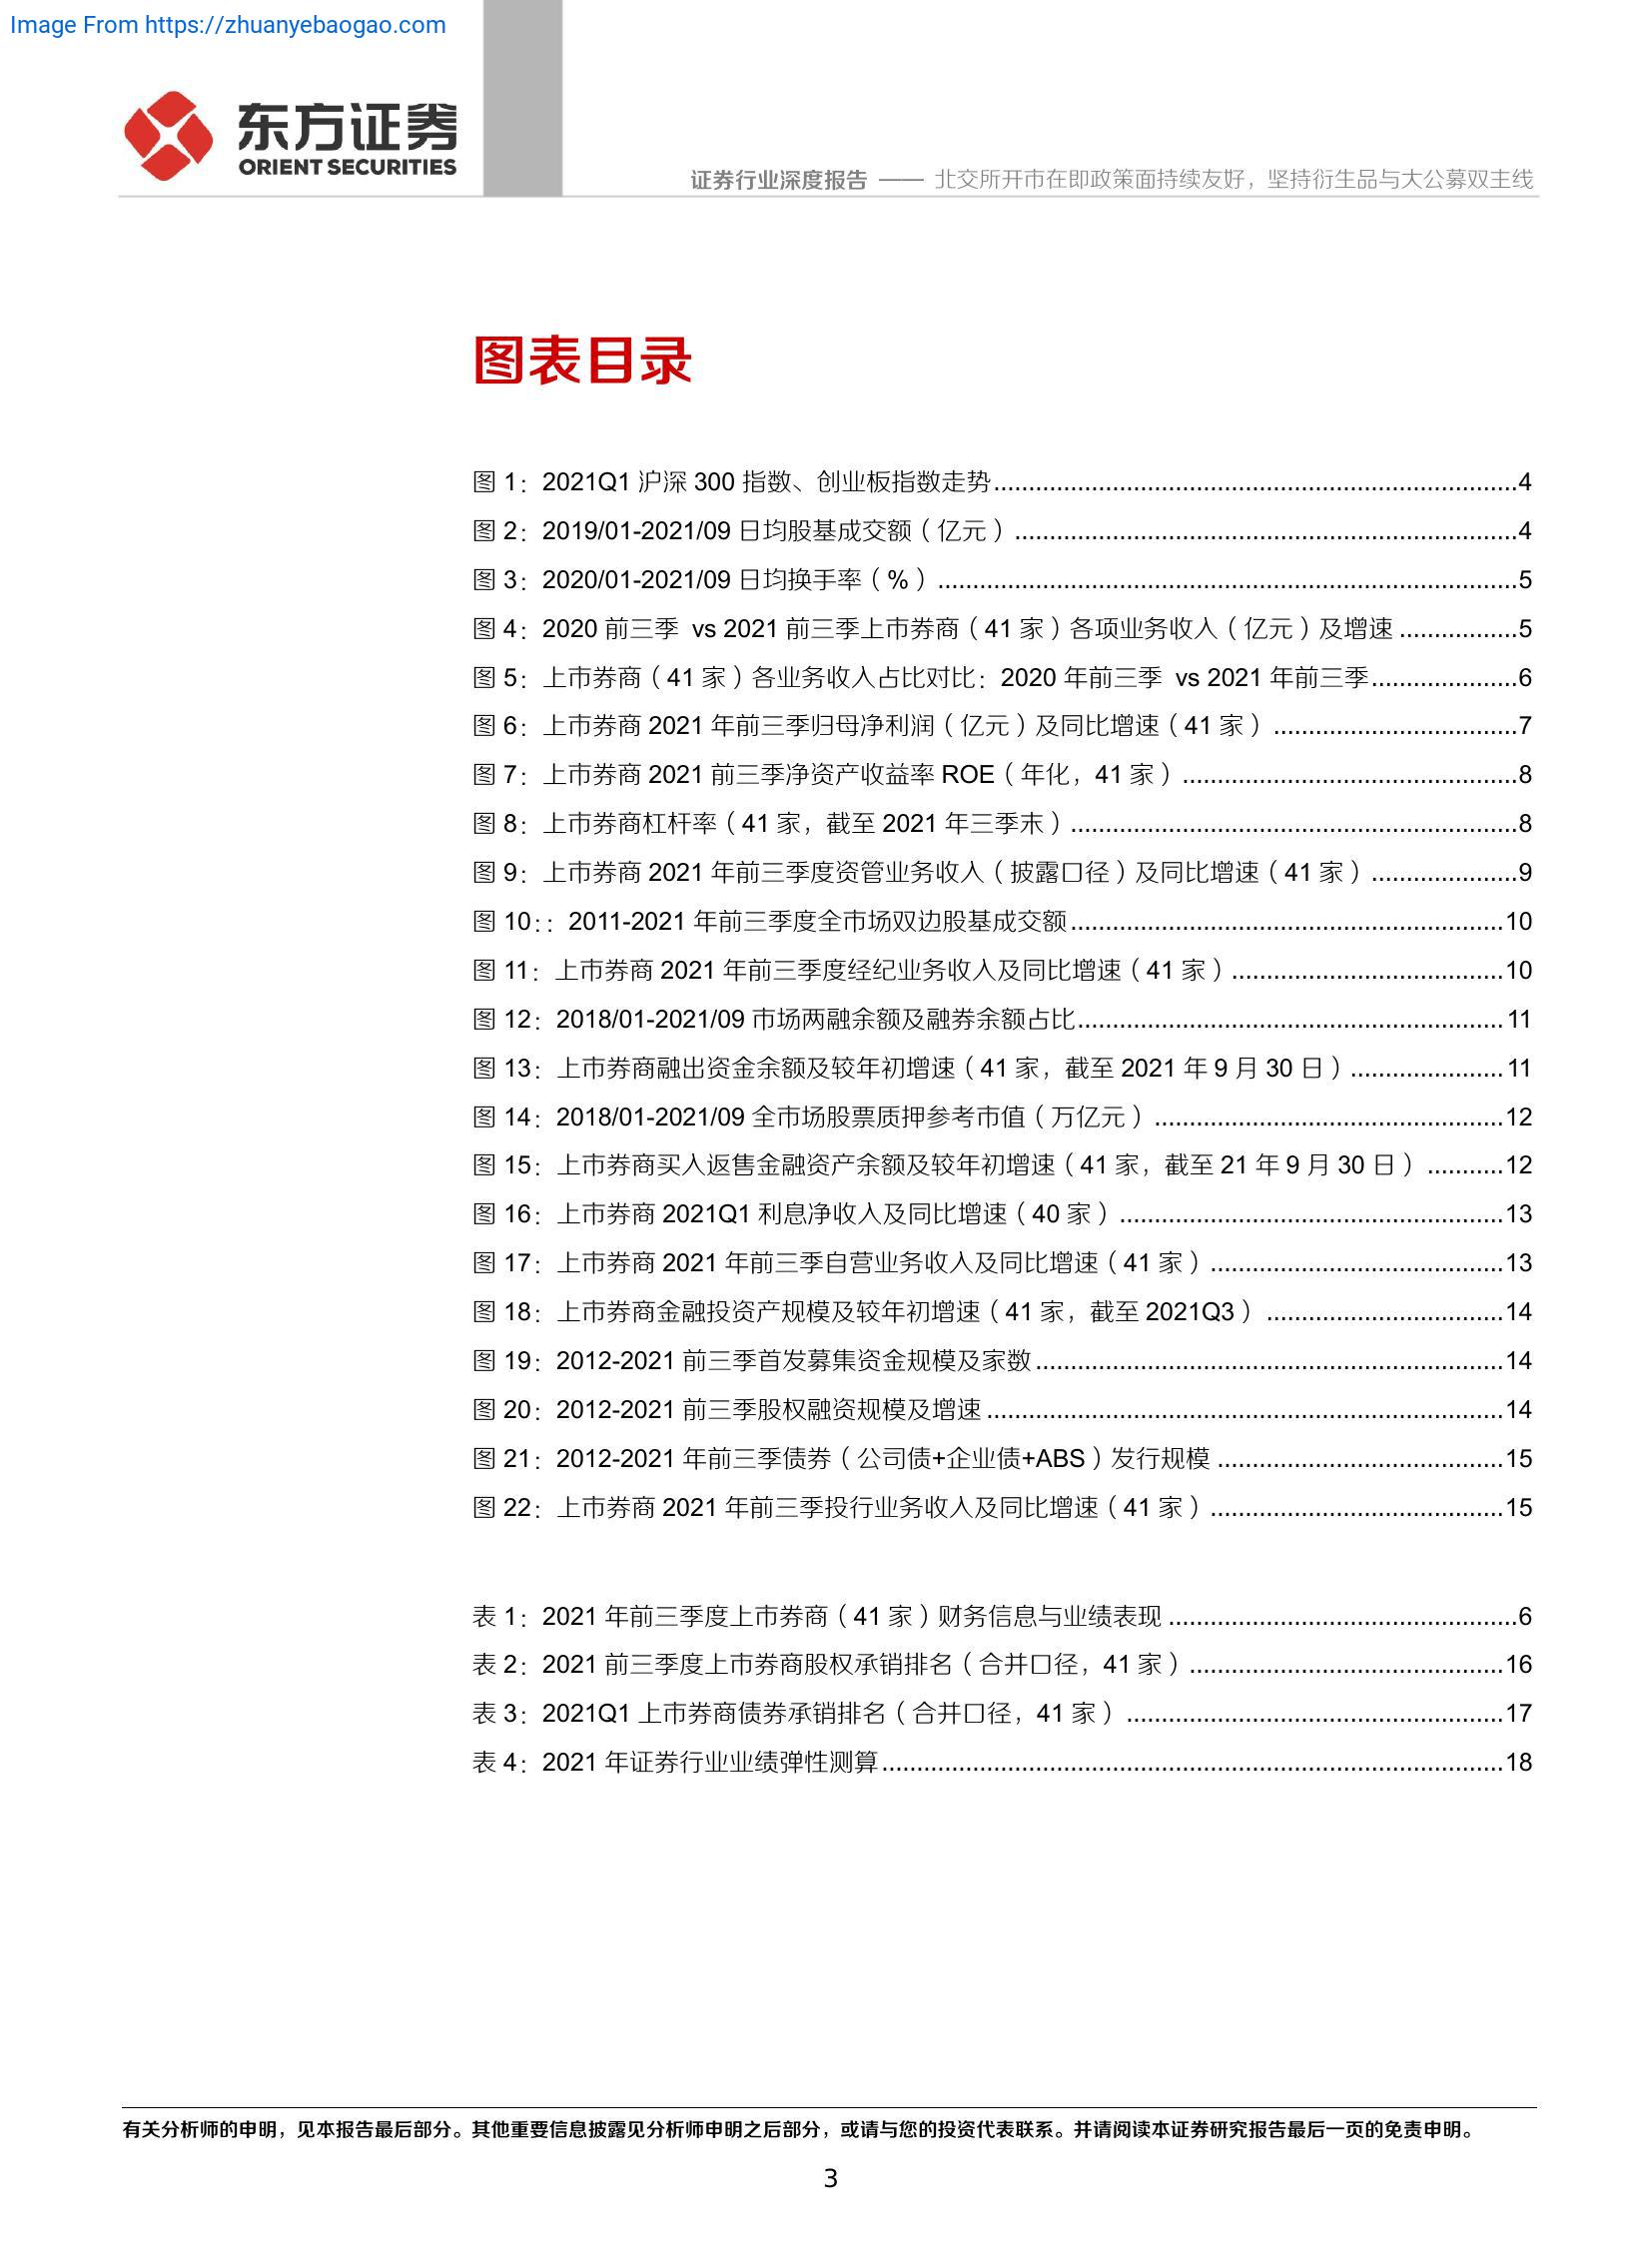 Image From https://zhuanyebaogao.com
东方证券
ORIENT SECURITIES
证券行业深度报告 —— 北交所开市在即政策面持续友好，坚持衍生品与大公募双主线
图表目录
图 1：2021Q1 沪深 300 指数、创业板指数走势...........................................................................4
图 2：2019/01-2021/09 日均股基成交额（亿元）........................................................................4
图 3：2020/01-2021/09 日均换手率（%）...................................................................................5
图 4：2020 前三季 vs 2021 前三季上市券商（41 家）各项业务收入（亿元）及增速.................5
图 5：上市券商（41 家）各业务收入占比对比：2020 年前三季 vs 2021 年前三季.....................6
图 6：上市券商 2021 年前三季归母净利润（亿元）及同比增速（41 家）...................................7
图 7：上市券商 2021 前三季净资产收益率 ROE（年化，41 家）................................................8
图 8：上市券商杠杆率（41 家，截至 2021 年三季末）................................................................8
图 9：上市券商 2021 年前三季度资管业务收入（披露口径）及同比增速（41 家）.....................9
图 10：：2011-2021 年前三季度全市场双边股基成交额..............................................................10
图 11：上市券商 2021 年前三季度经纪业务收入及同比增速（41 家）.......................................10
图 12：2018/01-2021/09 市场两融余额及融券余额占比.............................................................11
图 13：上市券商融出资金余额及较年初增速（41 家，截至 2021 年 9 月 30 日）......................11
图 14：2018/01-2021/09 全市场股票质押参考市值（万亿元）..................................................12
图 15：上市券商买入返售金融资产余额及较年初增速（41 家，截至 21 年 9 月 30 日）...........12
图 16：上市券商 2021Q1 利息净收入及同比增速（40 家）.......................................................13
图 17：上市券商 2021 年前三季自营业务收入及同比增速（41 家）..........................................13
图 18：上市券商金融投资产规模及较年初增速（41 家，截至 2021Q3）..................................14
图 19：2012-2021 前三季首发募集资金规模及家数...................................................................14
图 20：2012-2021 前三季股权融资规模及增速..........................................................................14
图 21：2012-2021 年前三季债券（公司债+企业债+ABS）发行规模.........................................15
图 22：上市券商 2021 年前三季投行业务收入及同比增速（41 家）..........................................15
表 1：2021 年前三季度上市券商（41 家）财务信息与业绩表现..................................................6
表 2：2021 前三季度上市券商股权承销排名（合并口径，41 家）.............................................16
表 3：2021Q1 上市券商债券承销排名（合并口径，41 家）......................................................17
表 4：2021 年证券行业业绩弹性测算.........................................................................................18
有关分析师的申明，见本报告最后部分。其他重要信息披露见分析师申明之后部分，或请与您的投资代表联系。并请阅读本证券研究报告最后一页的免责申明。
3